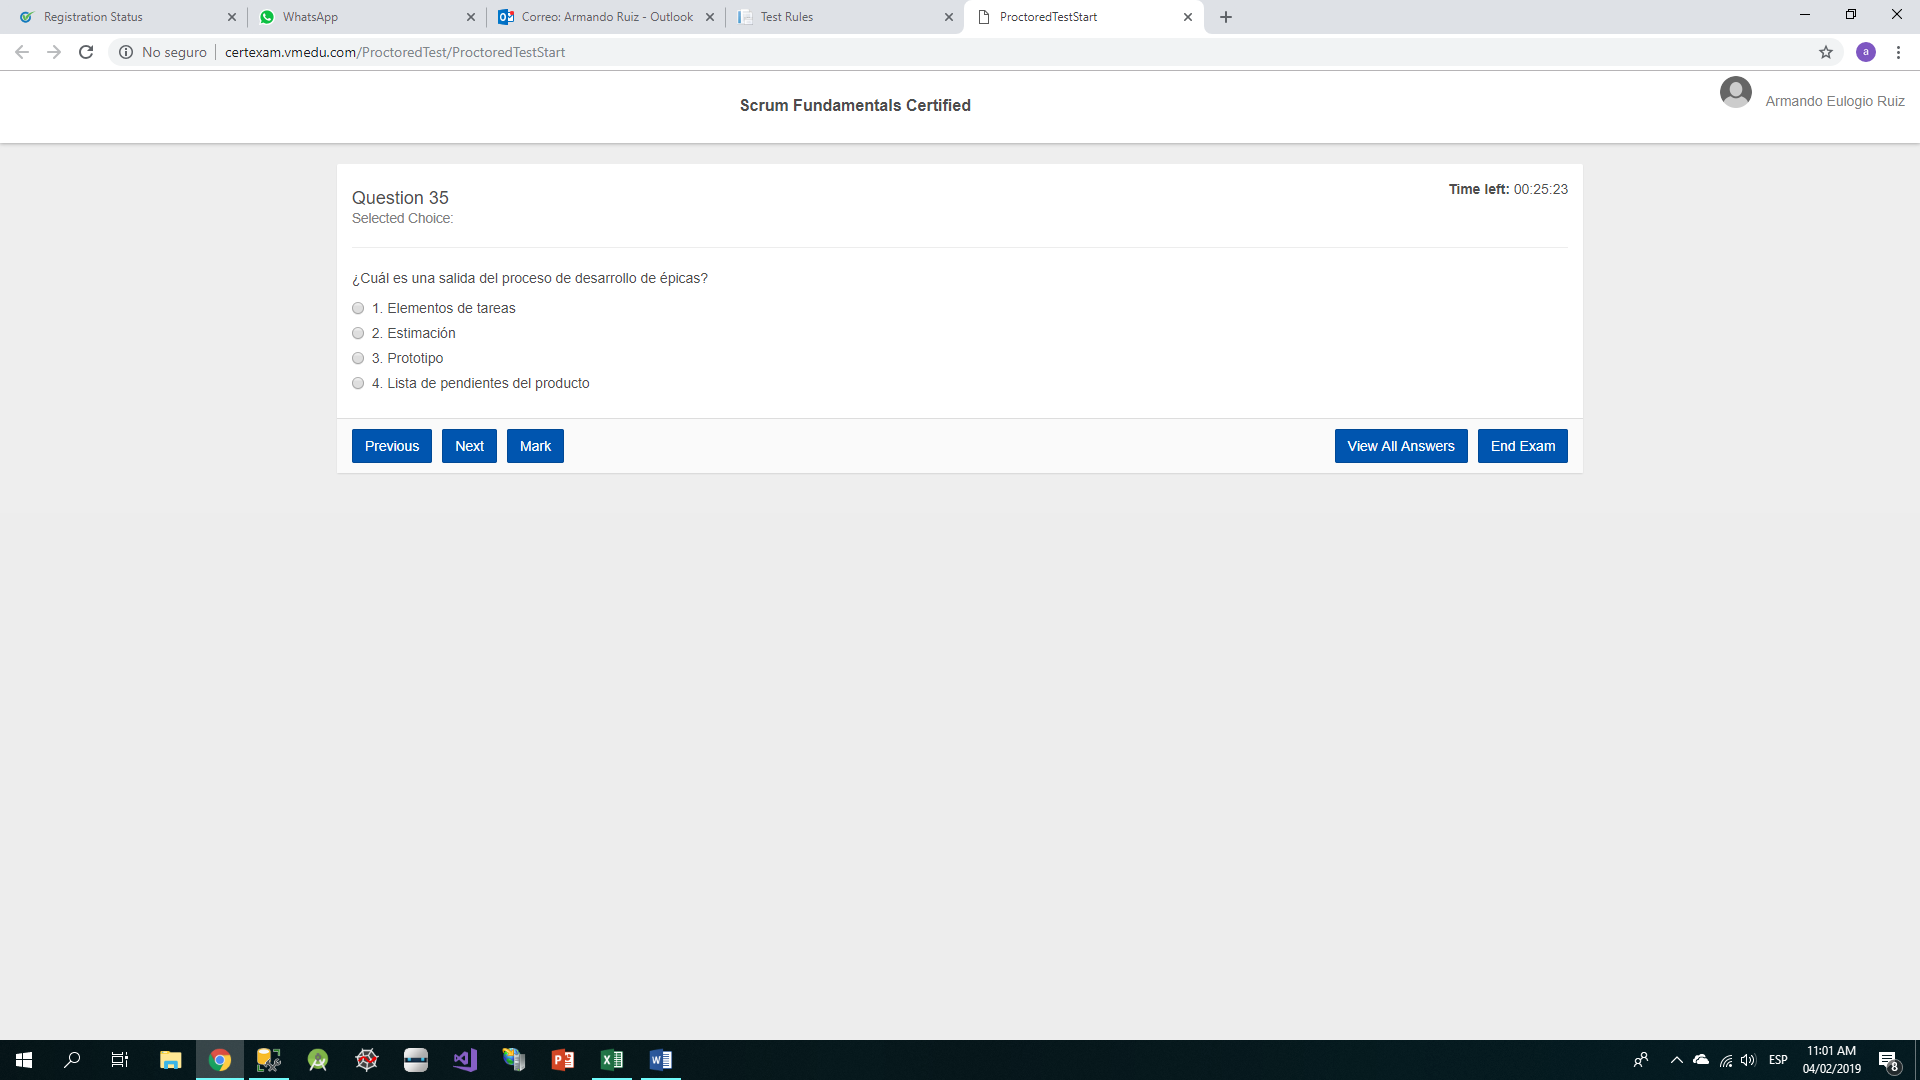 Registration Status
WhatsApp
Correo: Armando Ruiz - Outlook
Test Rules
ProctoredTestStart
No seguro
certexam.vmedu.com/ProctoredTest/ProctoredTestStart
a
Scrum Fundamentals Certified
Armando Eulogio Ruiz
Question 35
Time left: 00:25:23
Selected Choice:
¿Cuál es una salida del proceso de desarrollo de épicas?
1. Elementos de tareas
2. Estimación
3. Prototipo
4. Lista de pendientes del producto
Previous
Next
Mark
View All Answers
End Exam
ESP
11:01 AM
04/02/2019
8